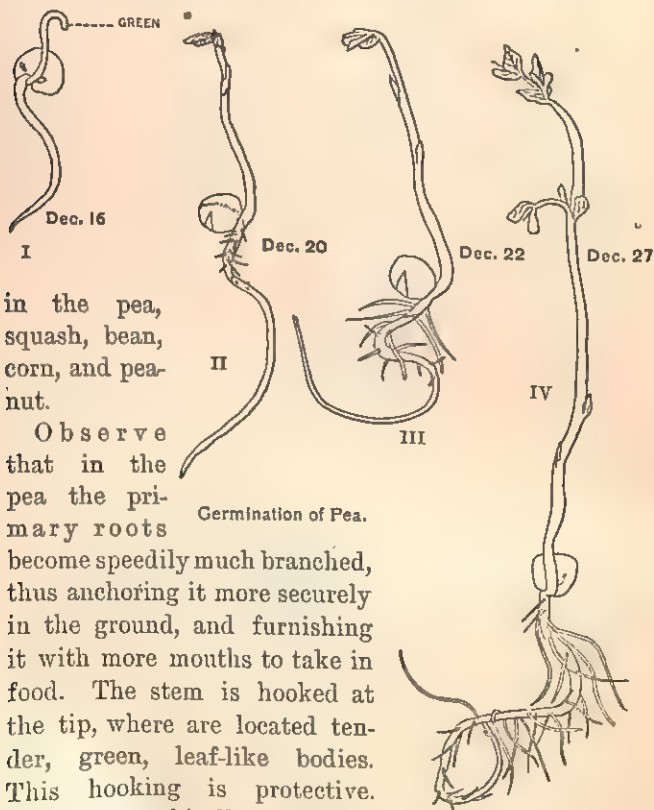 GREEN
Dec. 16
I
Dec. 20
II
Dec. 22
III
Dec. 27
IV
Germination of Pea.
in the pea,
squash, bean,
corn, and pea-
nut.
Observe
that in the
pea the pri-
mary roots
become speedily much branched,
thus anchoring it more securely
in the ground, and furnishing
it with more mouths to take in
food. The stem is hooked at
the tip, where are located ten-
der, green, leaf-like bodies.
This hooking is protective.